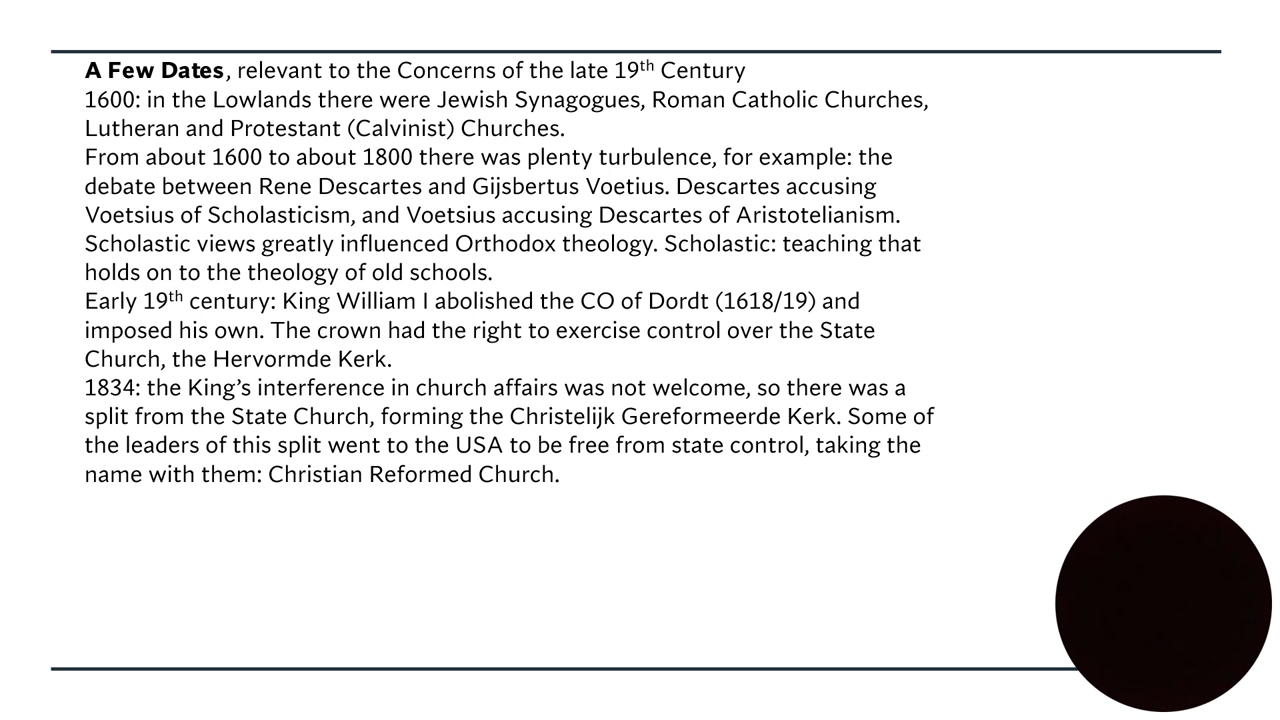 A Few Dates, relevant to the Concerns of the late 19th Century
1600: in the Lowlands there were Jewish Synagogues, Roman Catholic Churches,
Lutheran and Protestant (Calvinist) Churches.
From about 1600 to about 1800 there was plenty turbulence, for example: the
debate between Rene Descartes and Gijsbertus Voetius. Descartes accusing
Voetsius of Scholasticism, and Voetsius accusing Descartes of Aristotelianism.
Scholastic views greatly influenced Orthodox theology. Scholastic: teaching that
holds on to the theology of old schools.
Early 19th century: King William I abolished the CO of Dordt (1618/19) and
imposed his own. The crown had the right to exercise control over the State
Church, the Hervormde Kerk.
1834: the King’s interference in church affairs was not welcome, so there was a
split from the State Church, forming the Christelijk Gereformeerde Kerk. Some of
the leaders of this split went to the USA to be free from state control, taking the
name with them: Christian Reformed Church.